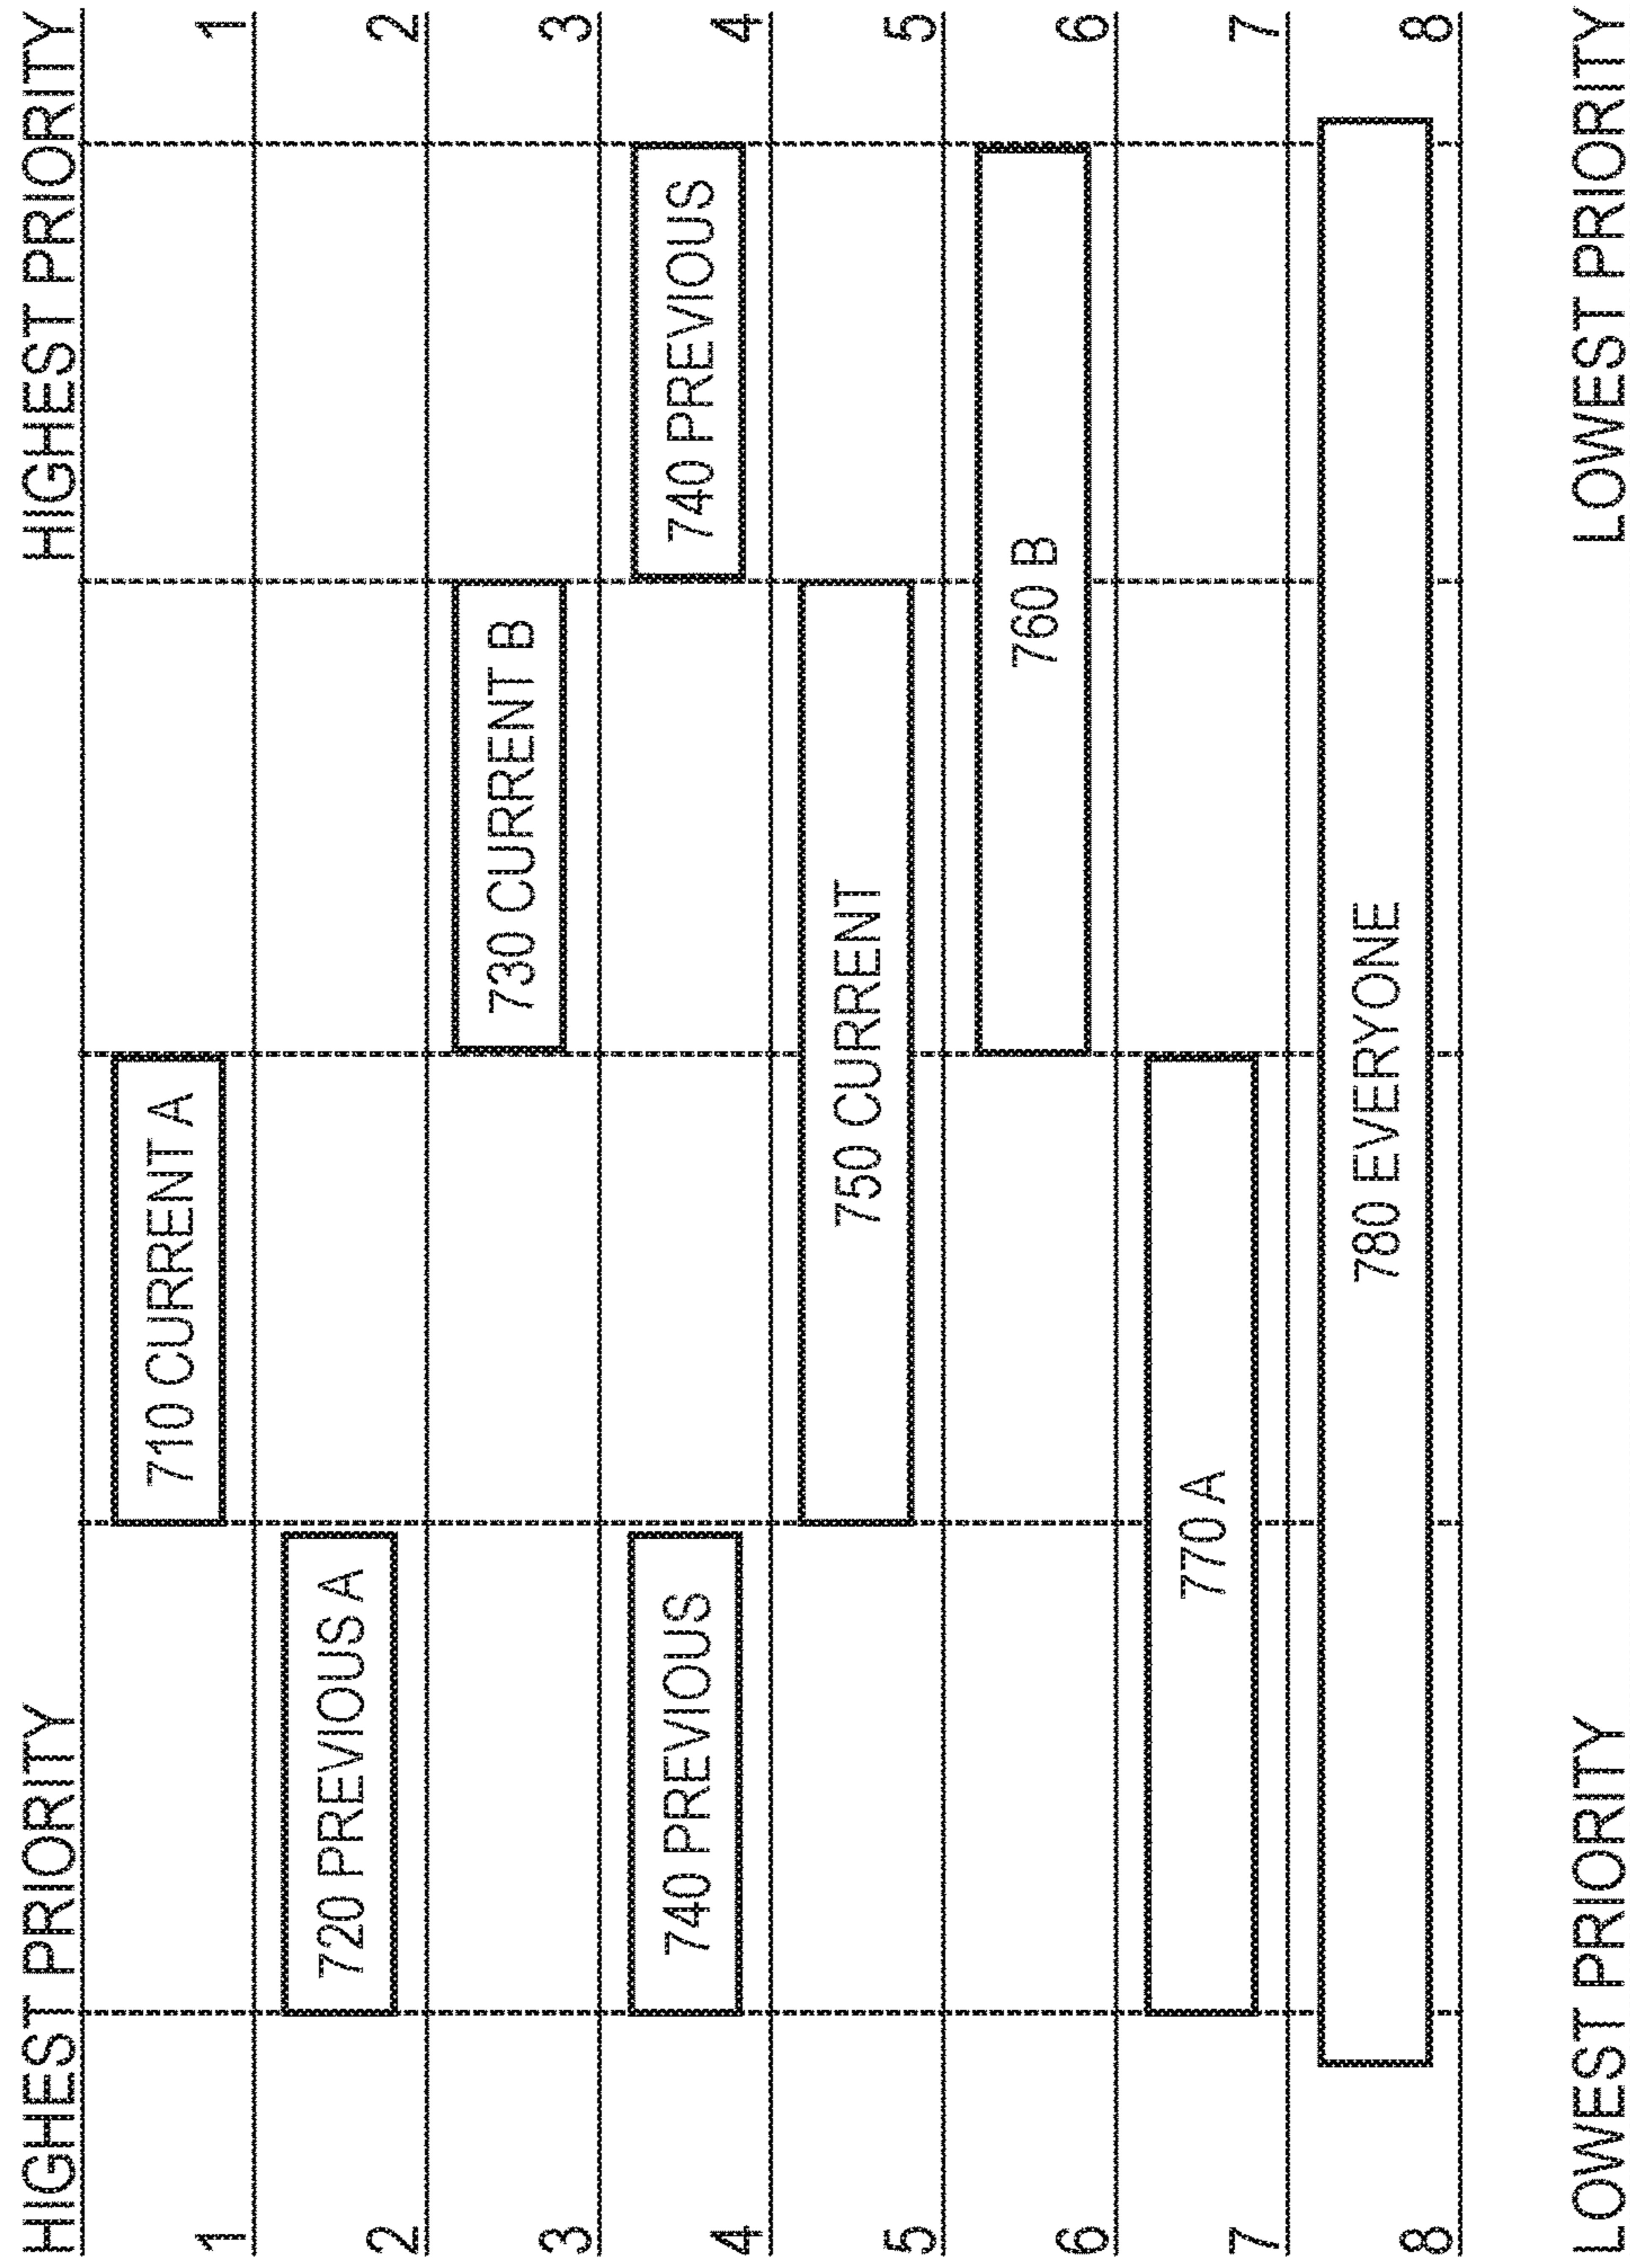 HIGHEST PRIORITY HIGHEST PRIORITY
1 710 CURRENT A 1
2 720 PREVIOUS A 2
3 730 CURRENT B 3
4 740 PREVIOUS 740 PREVIOUS 4
5 750 CURRENT 5
6 760 B 6
7 770 A 7
8 780 EVERYONE 8
LOWEST PRIORITY LOWEST PRIORITY